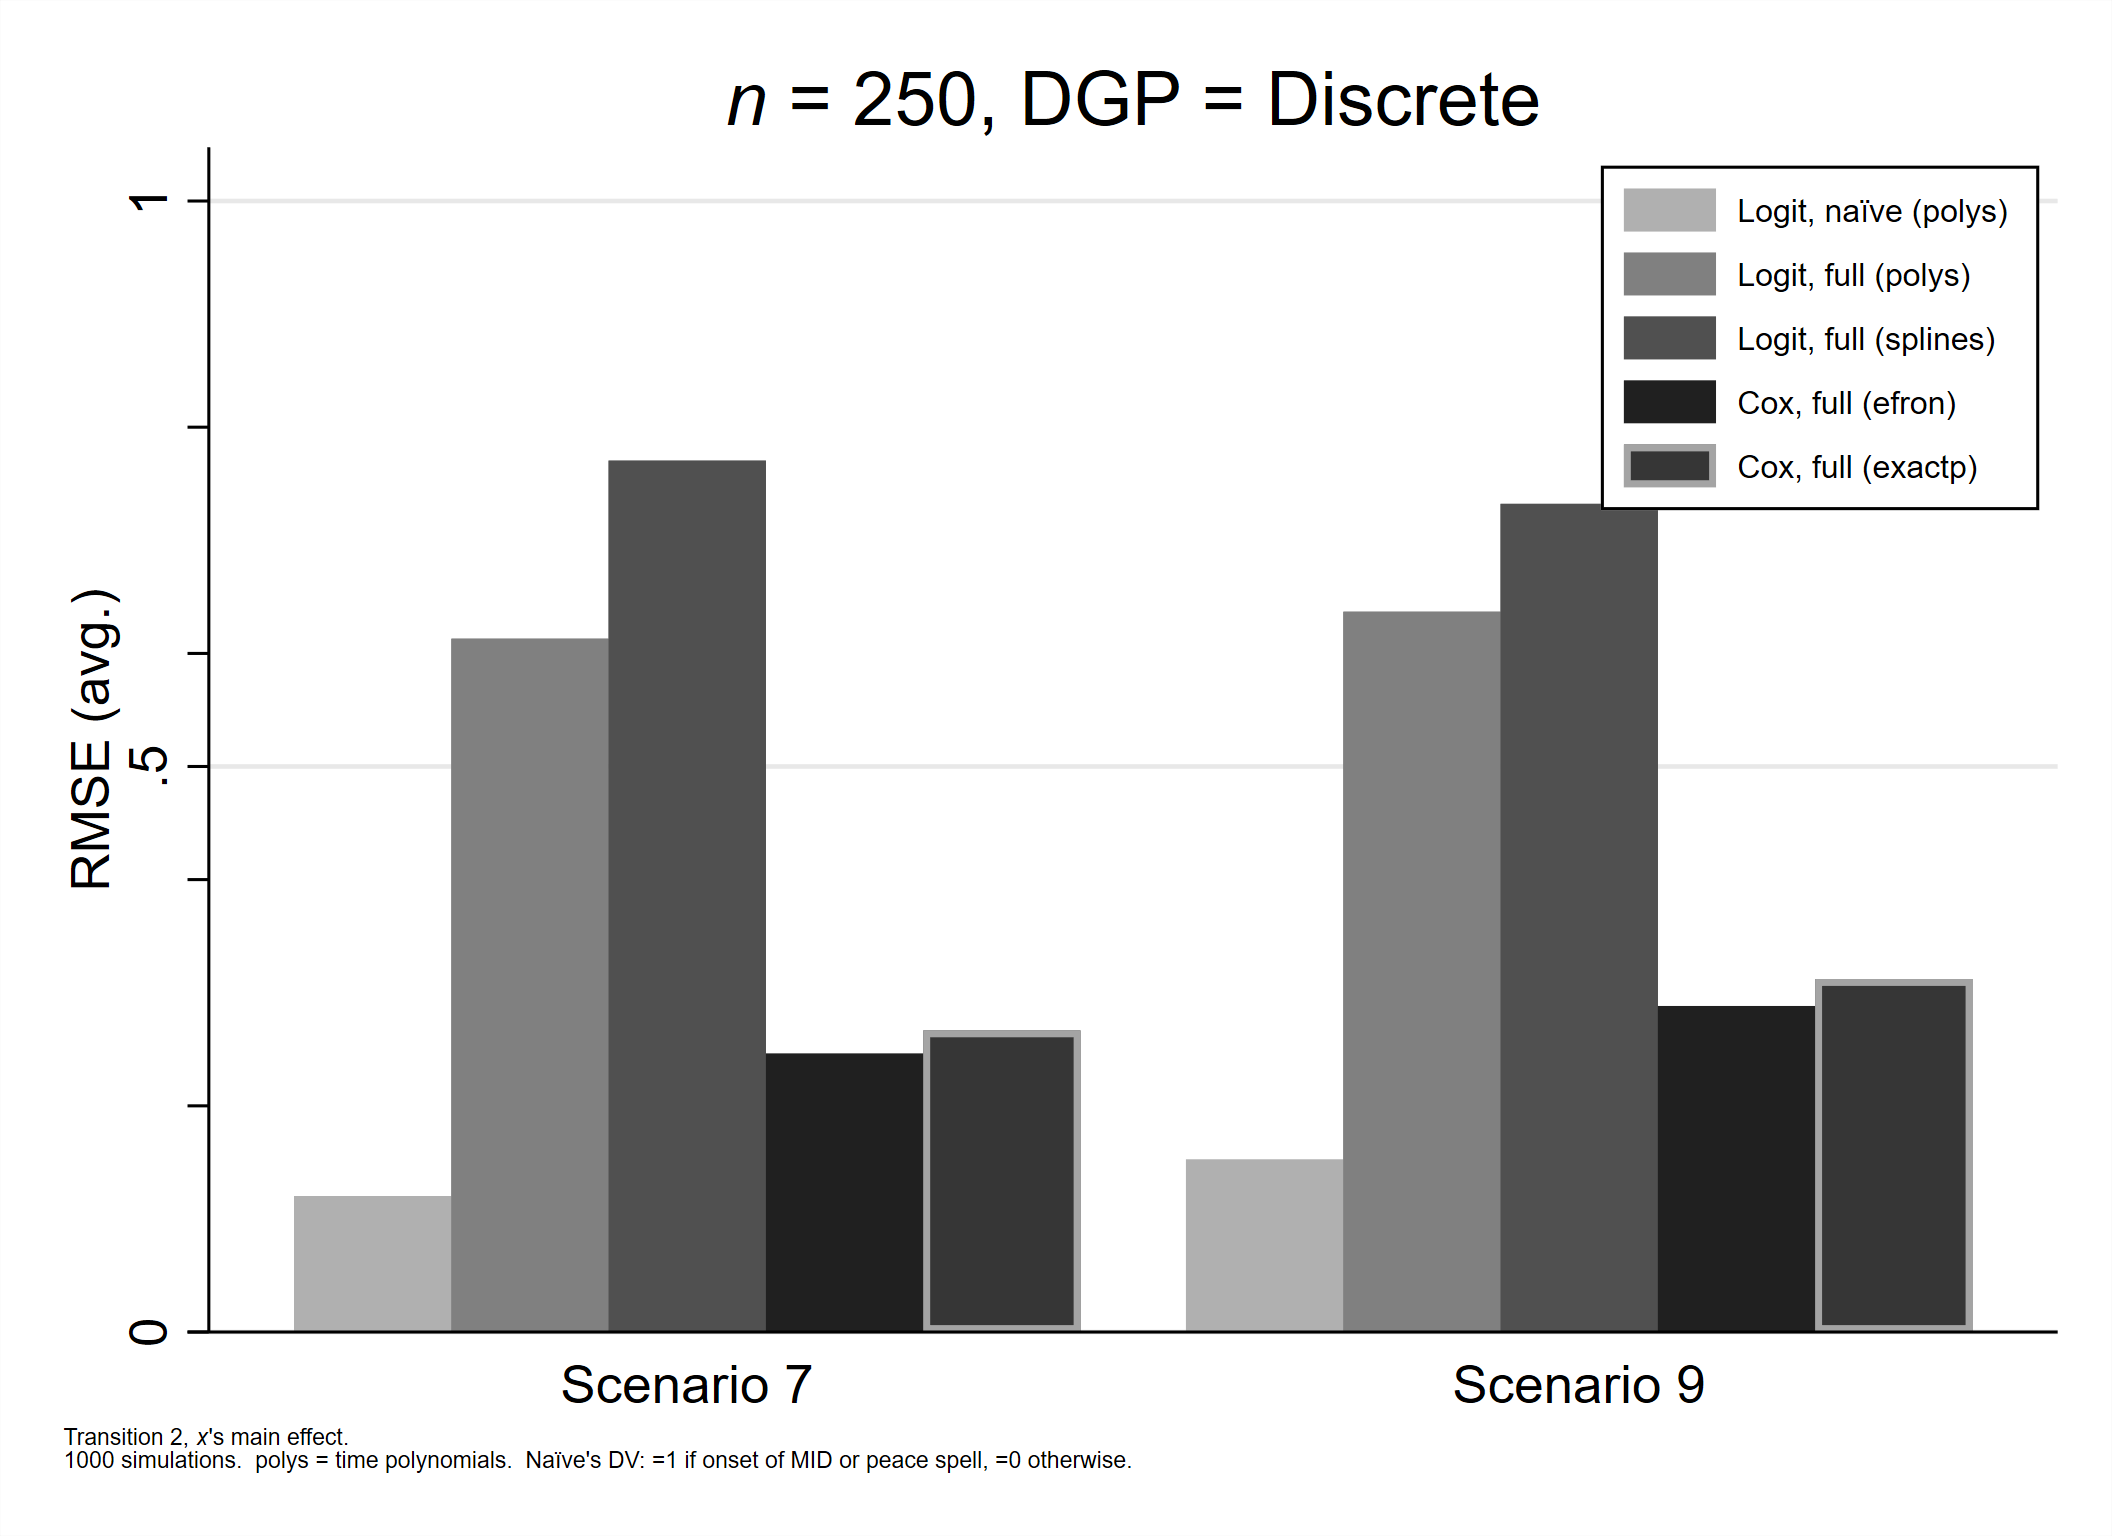 n = 250, DGP = Discrete
RMSE (avg.)
1
.5
0
Logit, naïve (polys)
Logit, full (polys)
Logit, full (splines)
Cox, full (efron)
Cox, full (exactp)
Scenario 7
Scenario 9
Transition 2, x's main effect.
1000 simulations.  polys = time polynomials.  Naïve's DV: =1 if onset of MID or peace spell, =0 otherwise.